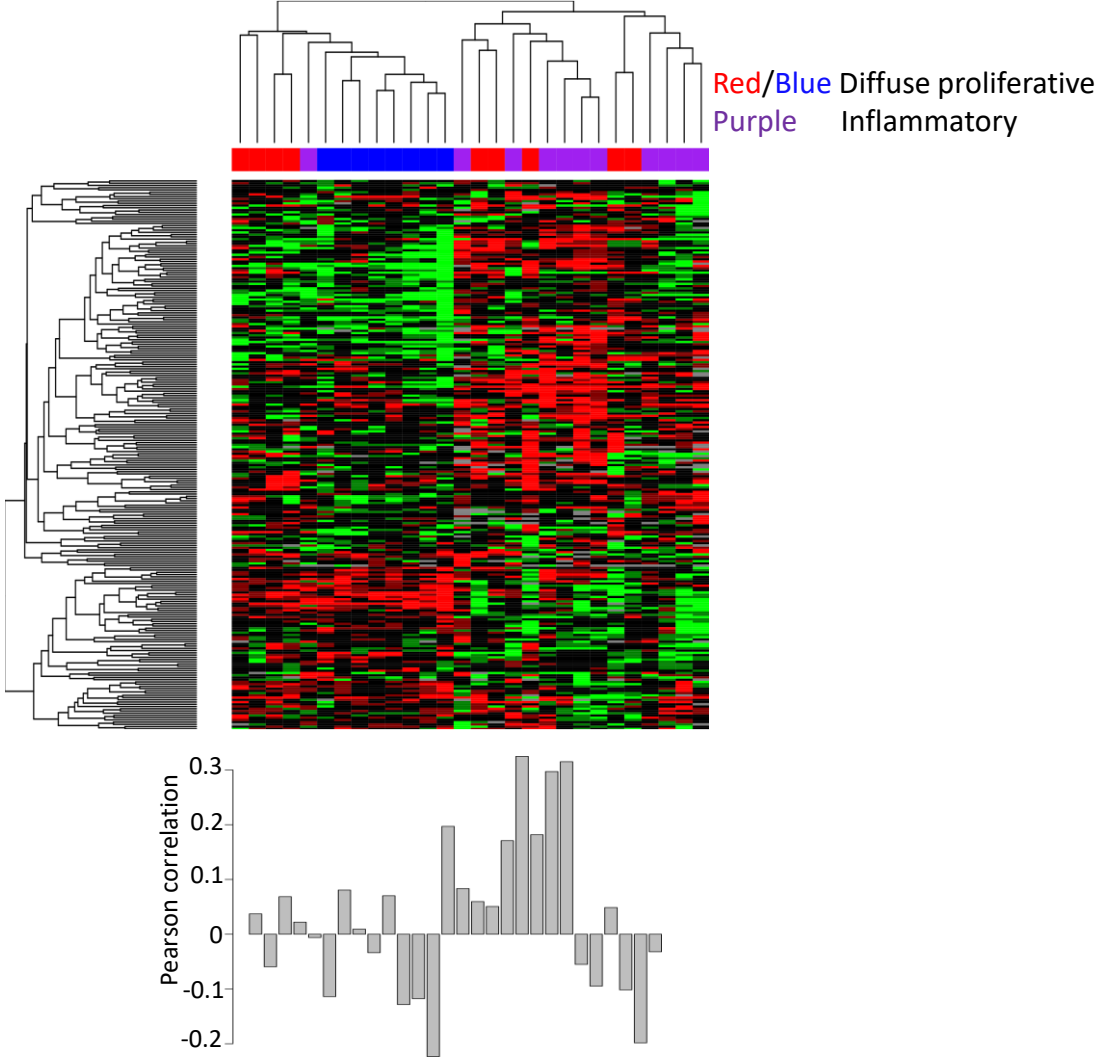 Red/Blue Diffuse proliferative
Purple Inflammatory
Pearson correlation
0.3
0.2
0.1
0
-0.1
-0.2